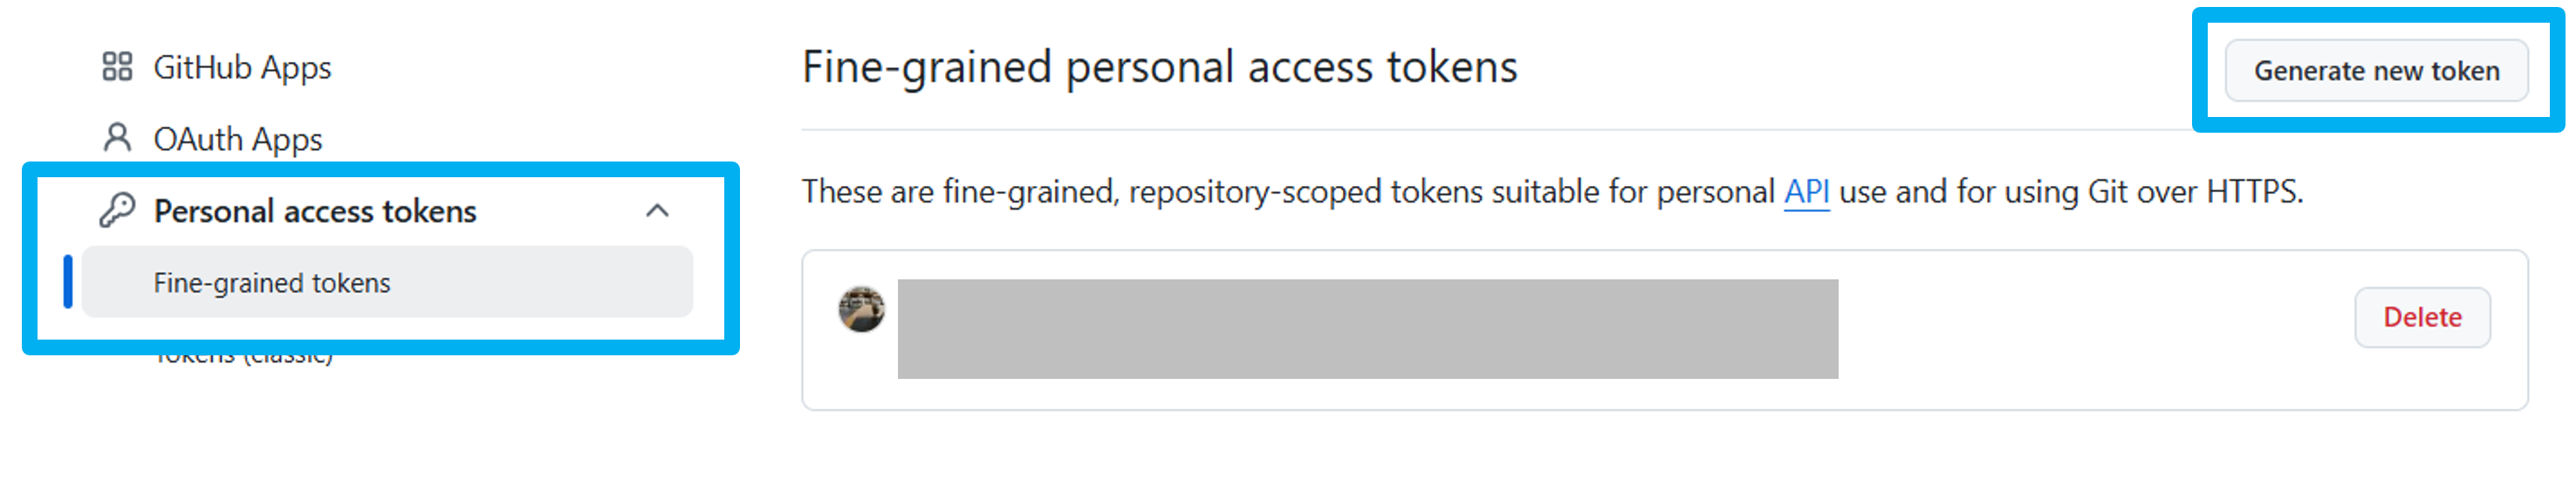 GitHub Apps
OAuth Apps
Personal access tokens
Fine-grained tokens
Tokens (classic)
Fine-grained personal access tokens
Generate new token
These are fine-grained, repository-scoped tokens suitable for personal API use and for using Git over HTTPS.
Delete